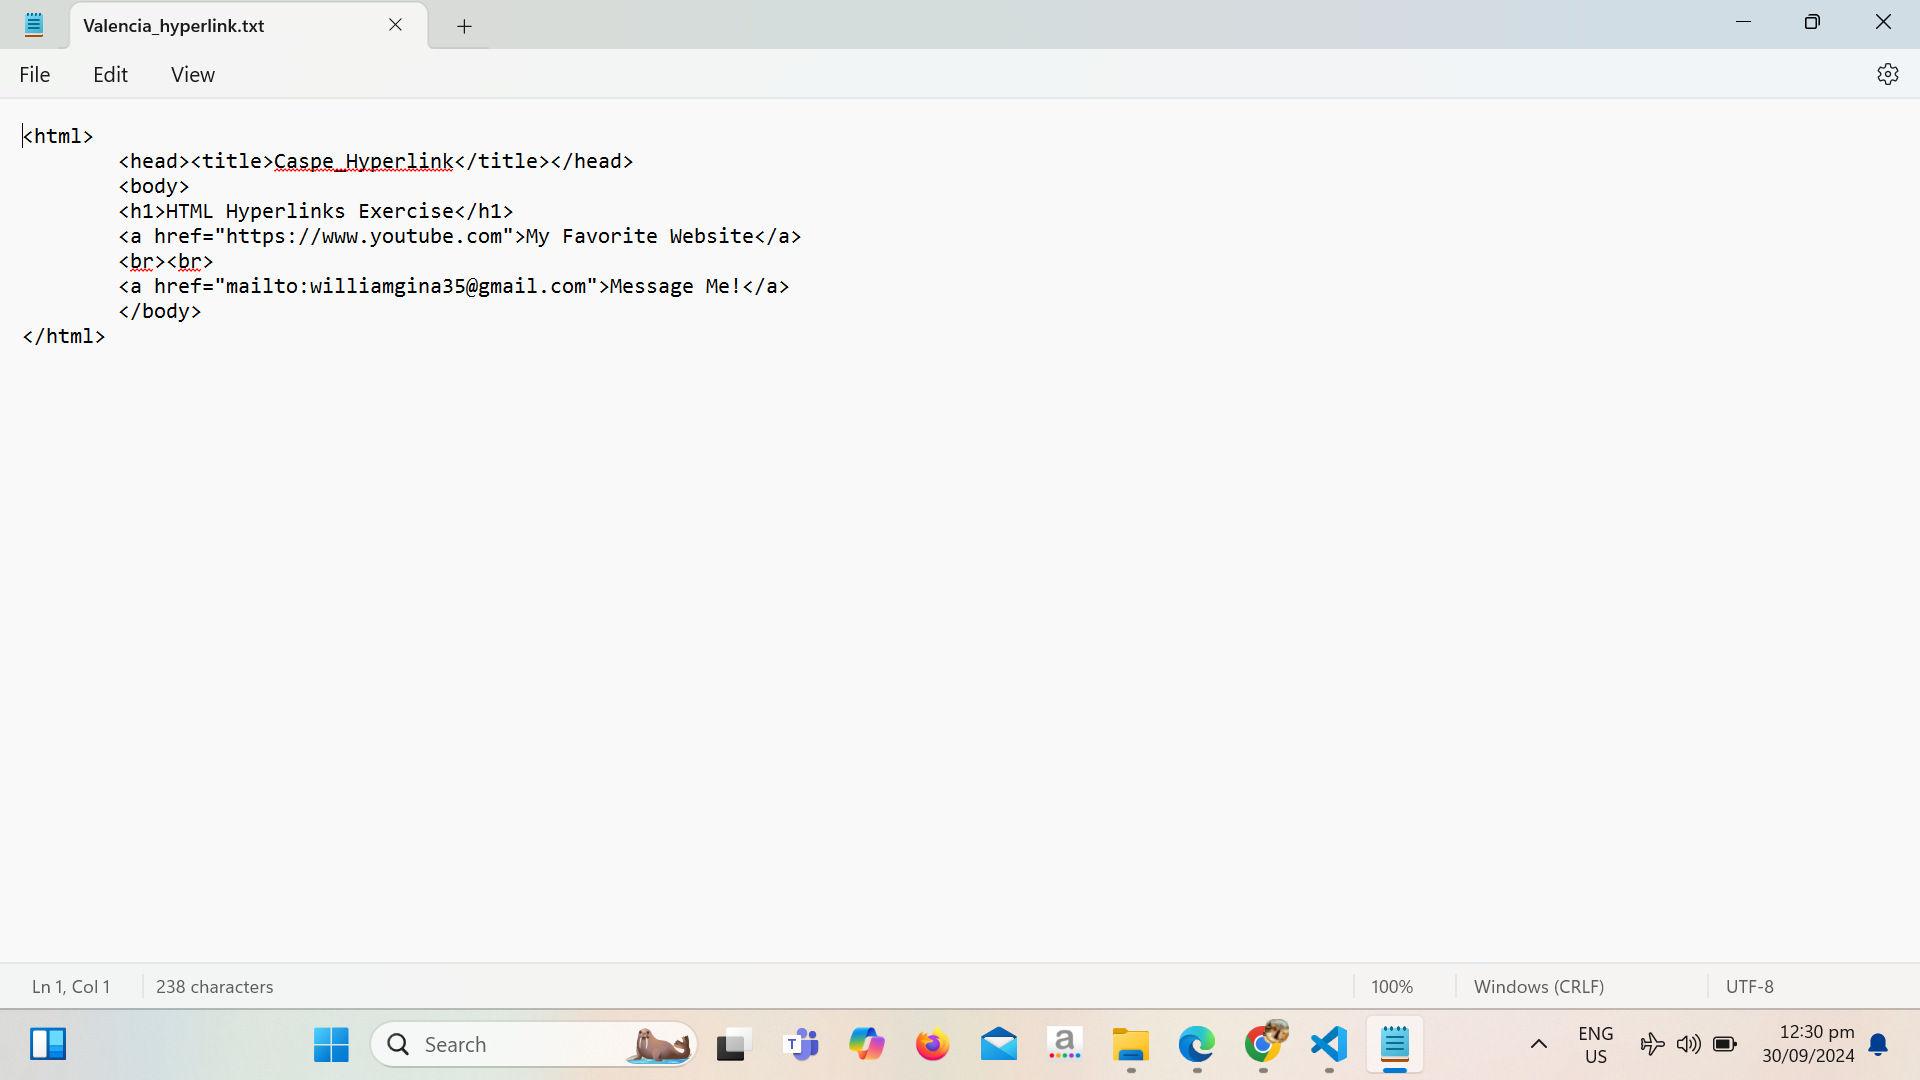 Valencia_hyperlink.txt
File Edit View
<html>
<head><title>Caspe_Hyperlink</title></head>
<body>
<h1>HTML Hyperlinks Exercise</h1>
<a href="https://www.youtube.com">My Favorite Website</a>
<br><br>
<a href="mailto:williamgina35@gmail.com">Message Me!</a>
</body>
</html>
Ln 1, Col 1 238 characters 100% Windows (CRLF) UTF-8
Search T a ENG 12:30 pm
US 30/09/2024